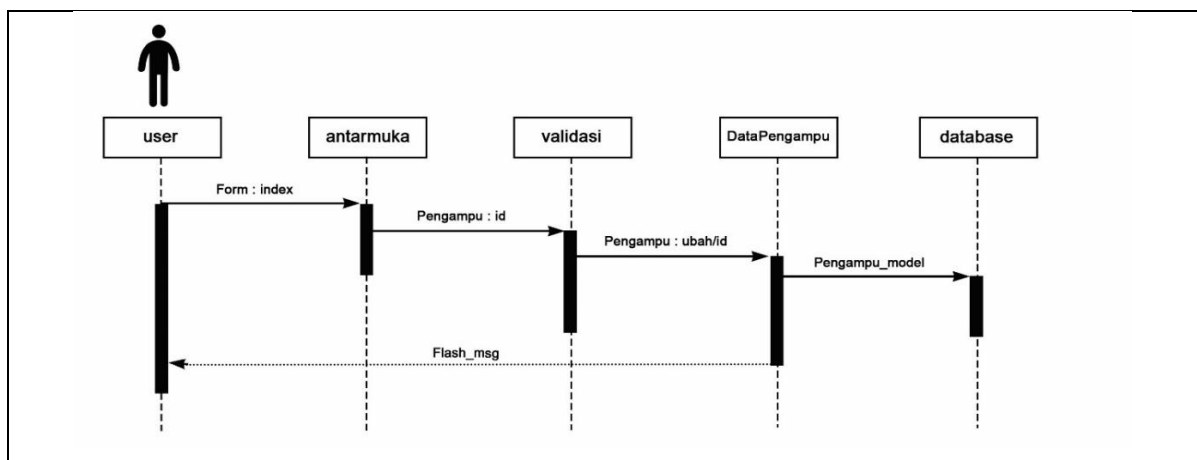 user
antarmuka
validasi
DataPengampu
database
Form : index
Pengampu : id
Pengampu : ubah/id
Pengampu_model
Flash_msg